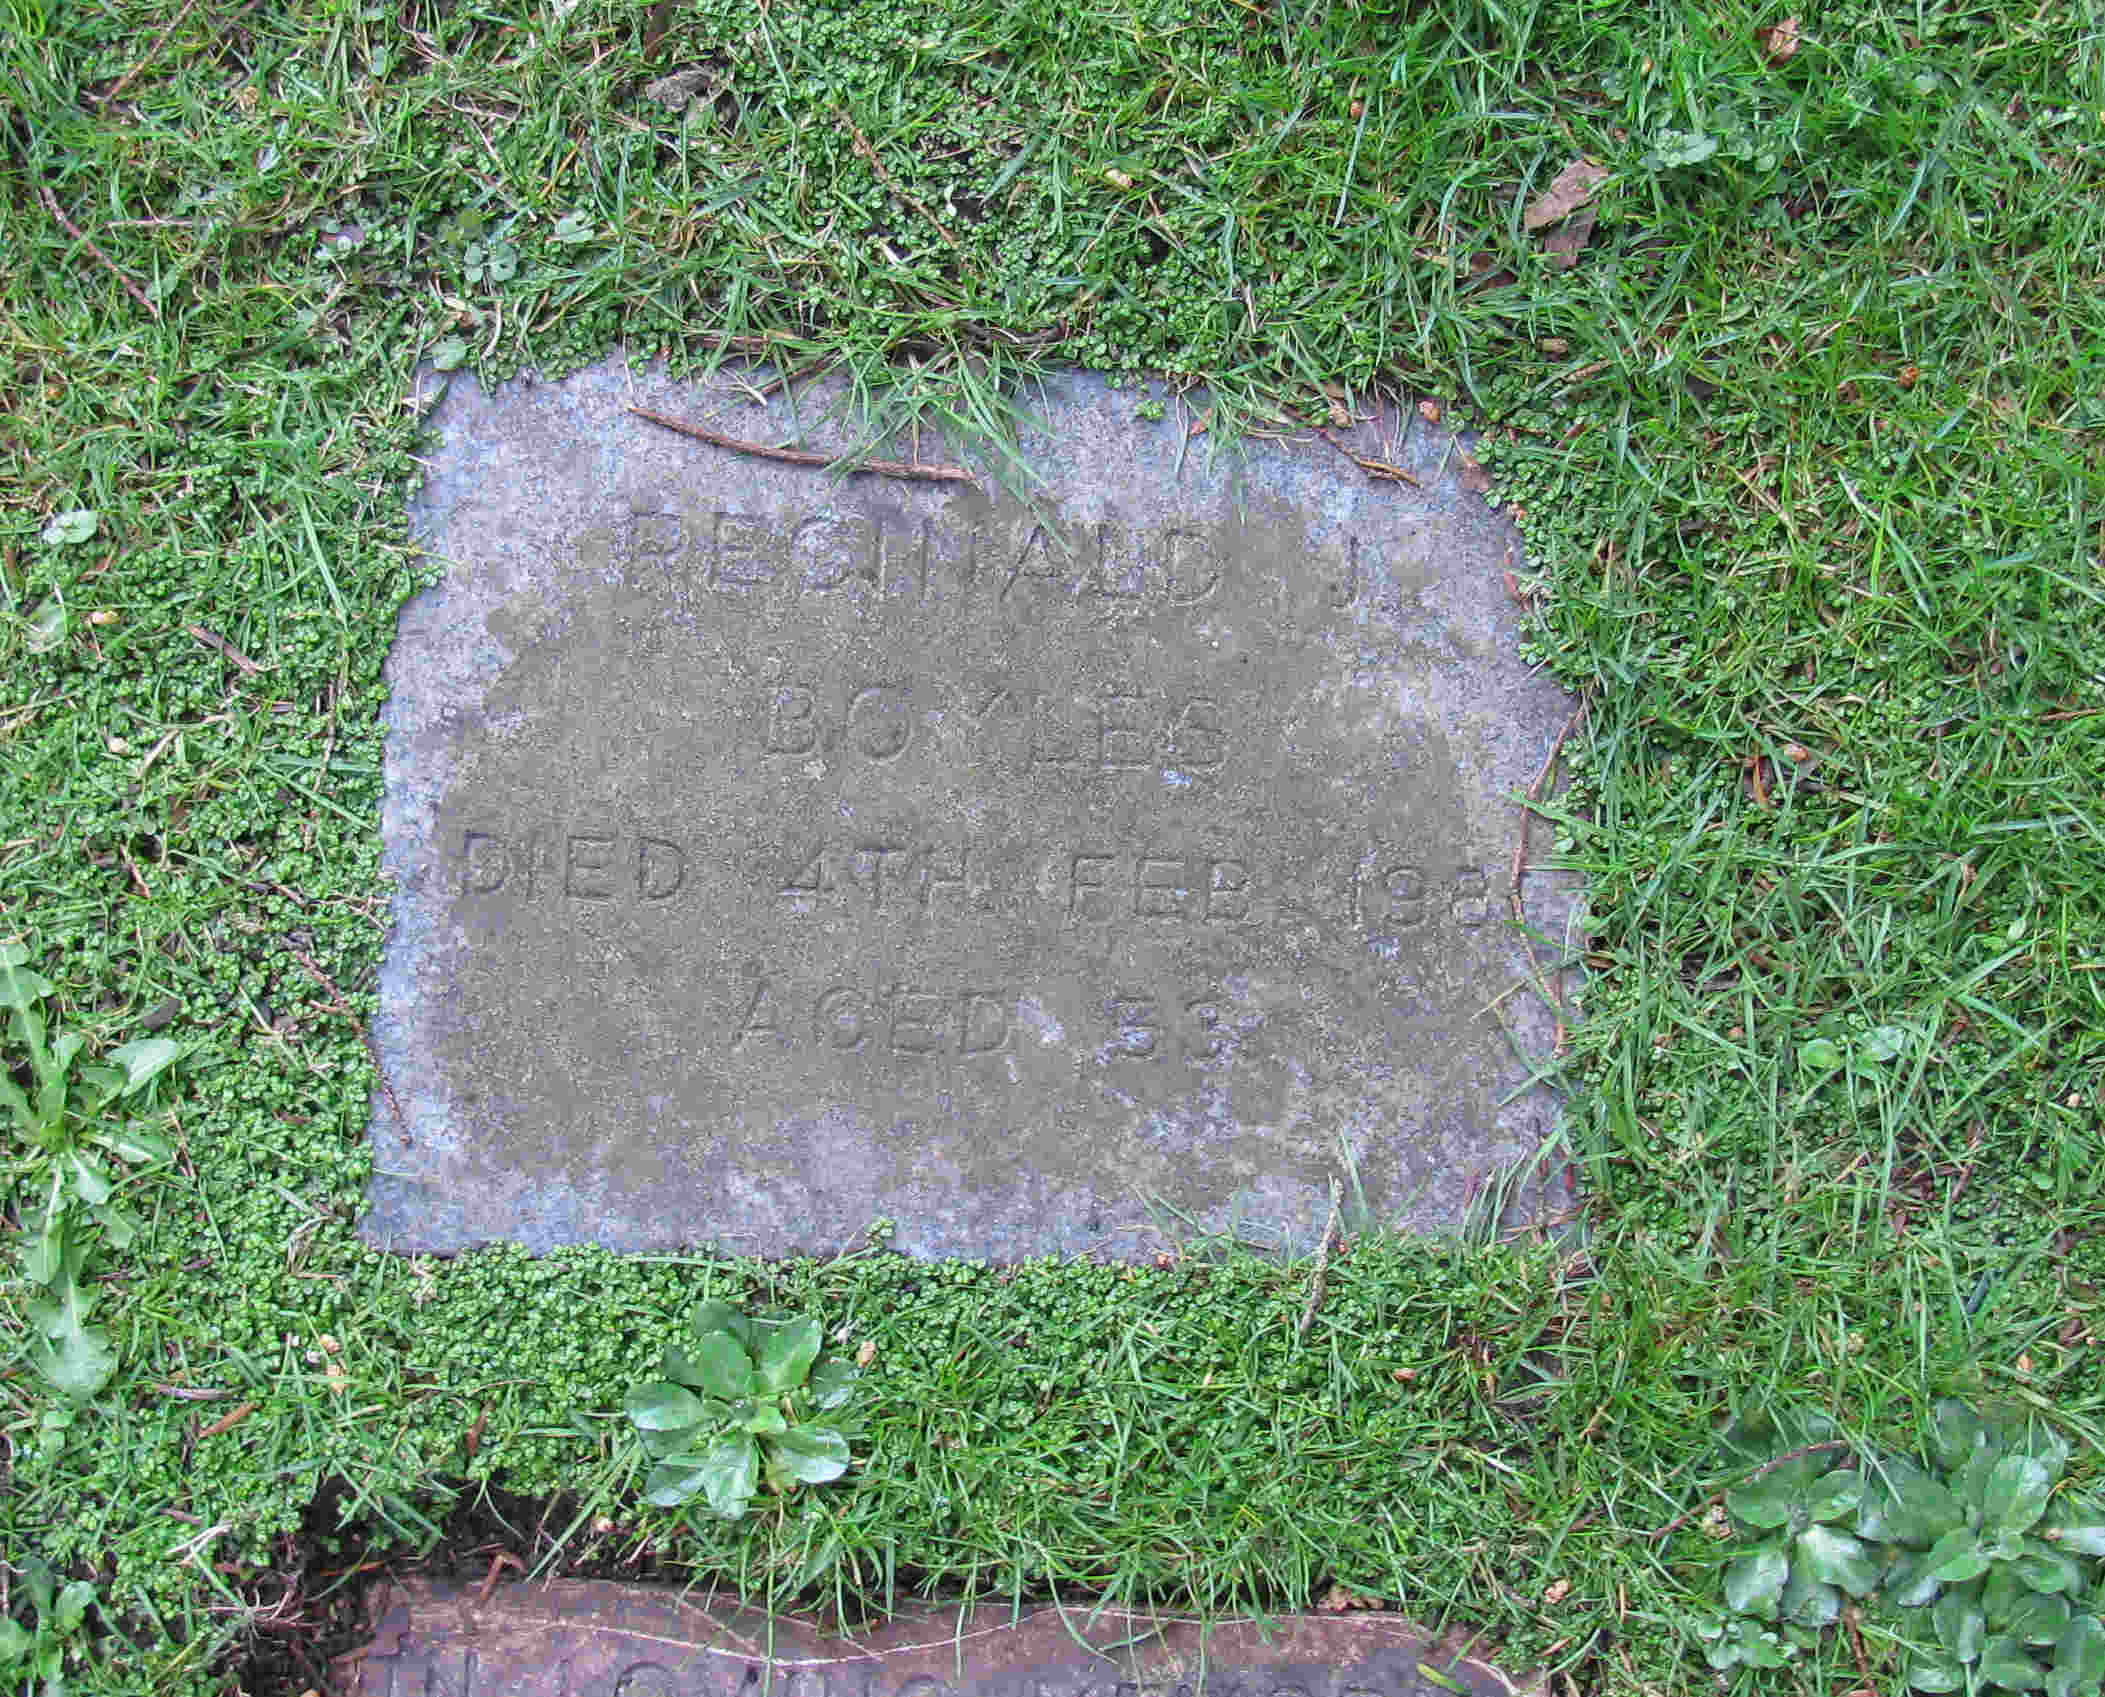 REGINALD J.
BOYLES
DIED 4TH FEB.
AGED